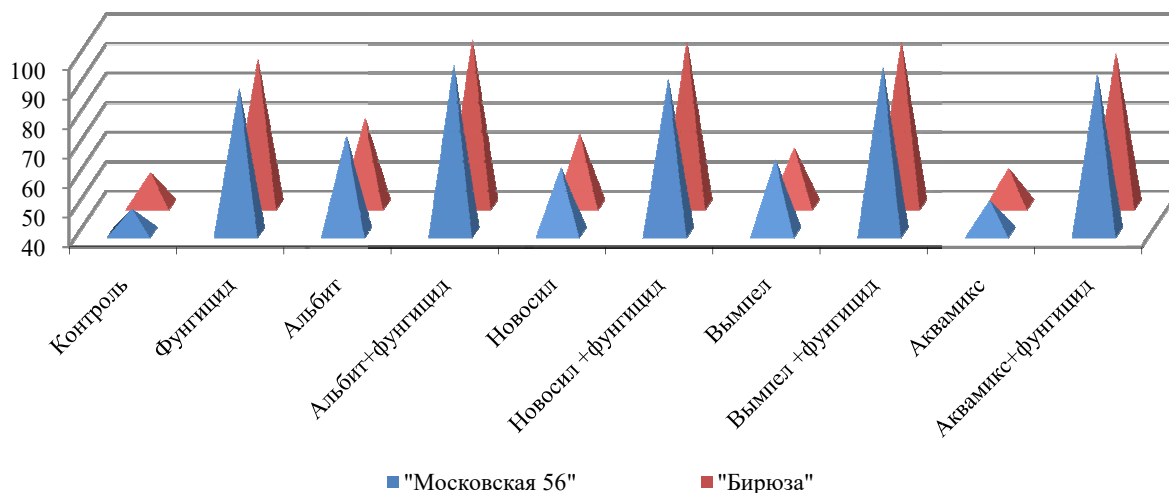 100
90
80
70
60
50
40
Контроль
Фунгицид
Альбит
Альбит+фунгицид
Новосил
Новосил +фунгицид
Вымпел
Вымпел +фунгицид
Аквамикс
Аквамикс+фунгицид
"Московская 56"
"Бирюза"